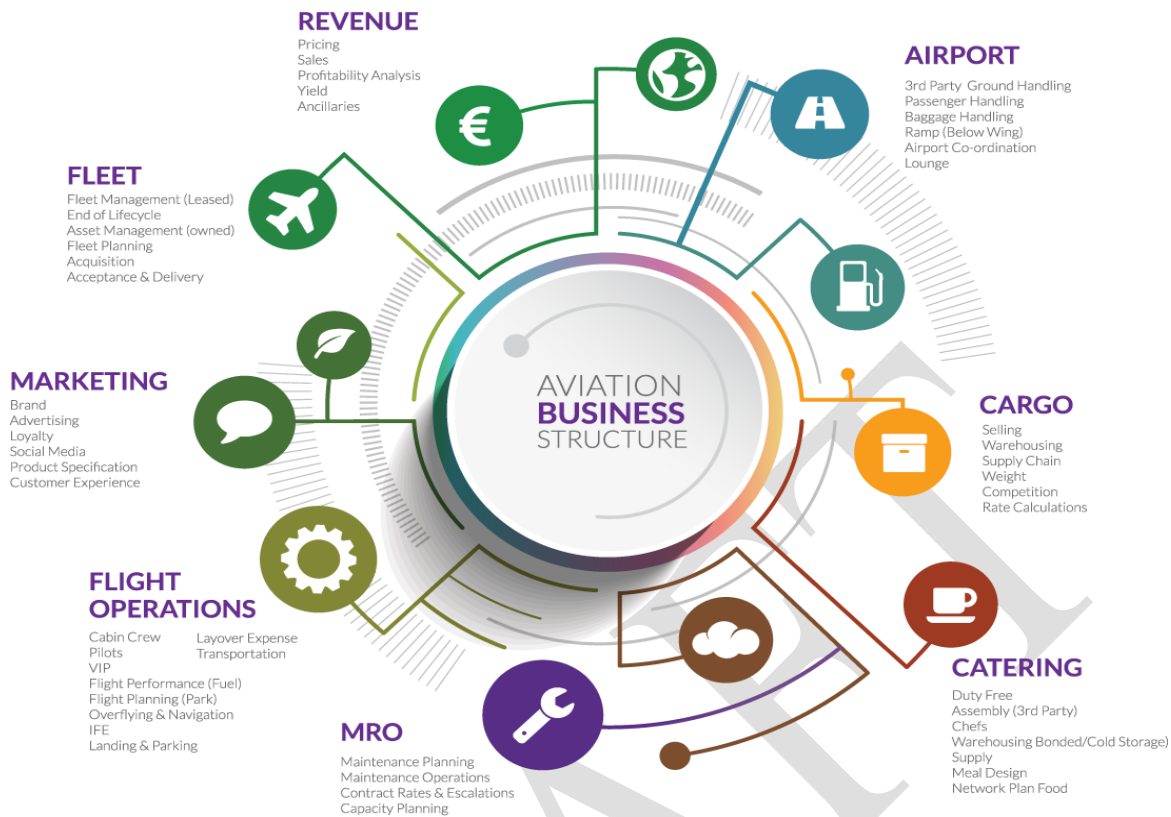 REVENUE
Pricing
Sales
Profitability Analysis
Yield
Ancillaries
AIRPORT
3rd Party Ground Handling
Passenger Handling
Baggage Handling
Ramp (Below Wing)
Airport Co-ordination
Lounge
€
FLEET
Fleet Management (Leased)
End of Lifecycle
Asset Management (owned)
Fleet Planning
Acquisition
Acceptance & Delivery
MARKETING
Brand
Advertising
Loyalty
Social Media
Product Specification
Customer Experience
AVIATION
BUSINESS
STRUCTURE
CARGO
Selling
Warehousing
Supply Chain
Weight
Competition
Rate Calculations
FLIGHT
OPERATIONS
Cabin Crew
Pilots
VIP
Flight Performance (Fuel)
Flight Planning (Park)
Overflying & Navigation
IFE
Landing & Parking
Layover Expense
Transportation
MRO
Maintenance Planning
Maintenance Operations
Contract Rates & Escalations
Capacity Planning
CATERING
Duty Free
Assembly (3rd Party)
Chefs
Warehousing Bonded/Cold Storage)
Supply
Meal Design
Network Plan Food